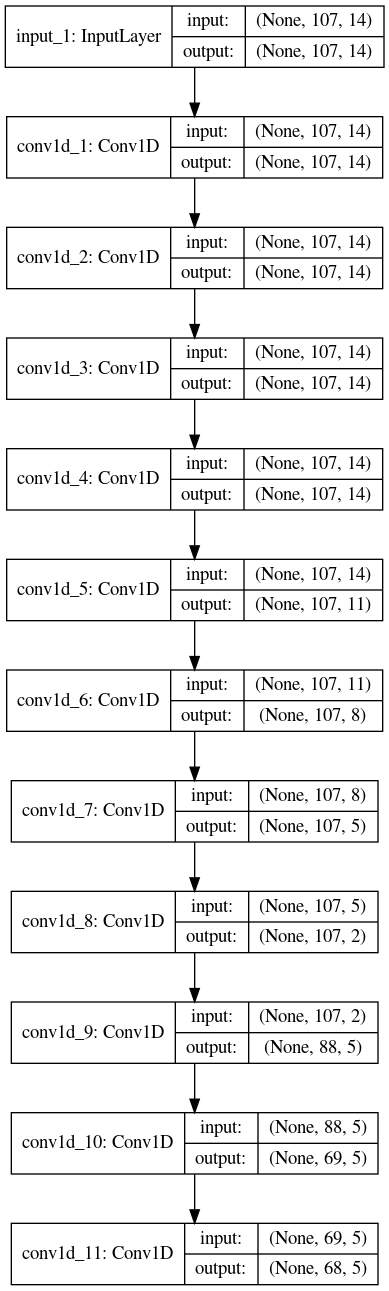 input_1: InputLayer
input: (None, 107, 14)
output: (None, 107, 14)
conv1d_1: Conv1D
input: (None, 107, 14)
output: (None, 107, 14)
conv1d_2: Conv1D
input: (None, 107, 14)
output: (None, 107, 14)
conv1d_3: Conv1D
input: (None, 107, 14)
output: (None, 107, 14)
conv1d_4: Conv1D
input: (None, 107, 14)
output: (None, 107, 14)
conv1d_5: Conv1D
input: (None, 107, 14)
output: (None, 107, 11)
conv1d_6: Conv1D
input: (None, 107, 11)
output: (None, 107, 8)
conv1d_7: Conv1D
input: (None, 107, 8)
output: (None, 107, 5)
conv1d_8: Conv1D
input: (None, 107, 5)
output: (None, 107, 2)
conv1d_9: Conv1D
input: (None, 107, 2)
output: (None, 88, 5)
conv1d_10: Conv1D
input: (None, 88, 5)
output: (None, 69, 5)
conv1d_11: Conv1D
input: (None, 69, 5)
output: (None, 68, 5)